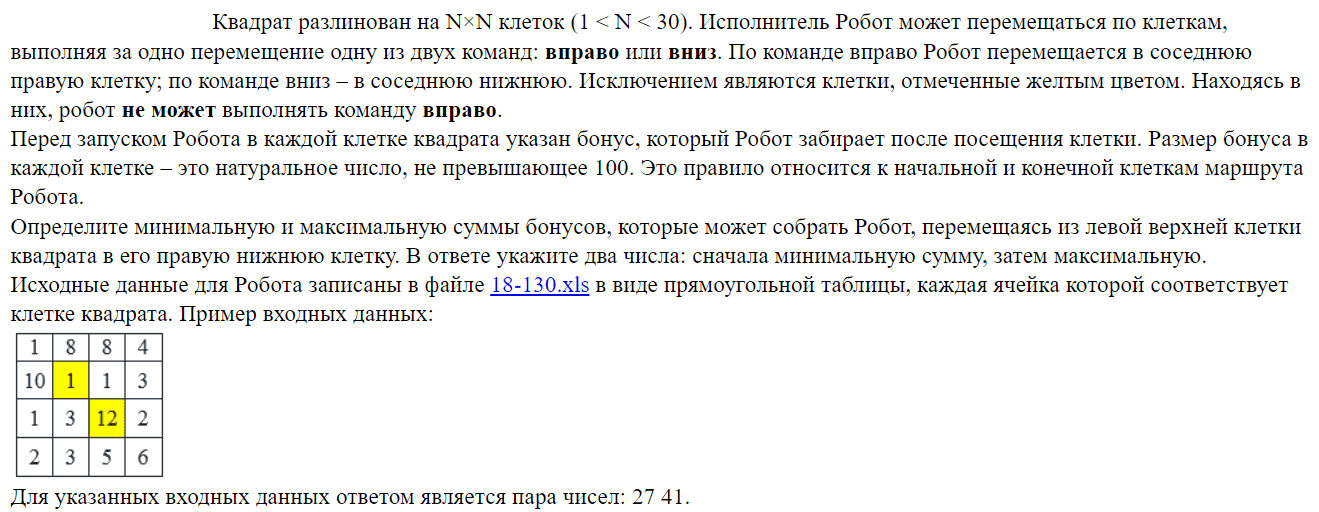 Квадрат разлинован на N×N клеток (1 < N < 30). Исполнитель Робот может перемещаться по клеткам,
выполняя за одно перемещение одну из двух команд: вправо или вниз. По команде вправо Робот перемещается в соседнюю
правую клетку; по команде вниз – в соседнюю нижнюю. Исключением являются клетки, отмеченные желтым цветом. Находясь в
них, робот не может выполнять команду вправо.
Перед запуском Робота в каждой клетке квадрата указан бонус, который Робот забирает после посещения клетки. Размер бонуса в
каждой клетке – это натуральное число, не превышающее 100. Это правило относится к начальной и конечной клеткам маршрута
Робота.
Определите минимальную и максимальную суммы бонусов, которые может собрать Робот, перемещаясь из левой верхней клетки
квадрата в его правую нижнюю клетку. В ответе укажите два числа: сначала минимальную сумму, затем максимальную.
Исходные данные для Робота записаны в файле 18-130.xls в виде прямоугольной таблицы, каждая ячейка которой соответствует
клетке квадрата. Пример входных данных:
1 8 8 4
10 1 1 3
1 3 12 2
2 3 5 6
Для указанных входных данных ответом является пара чисел: 27 41.